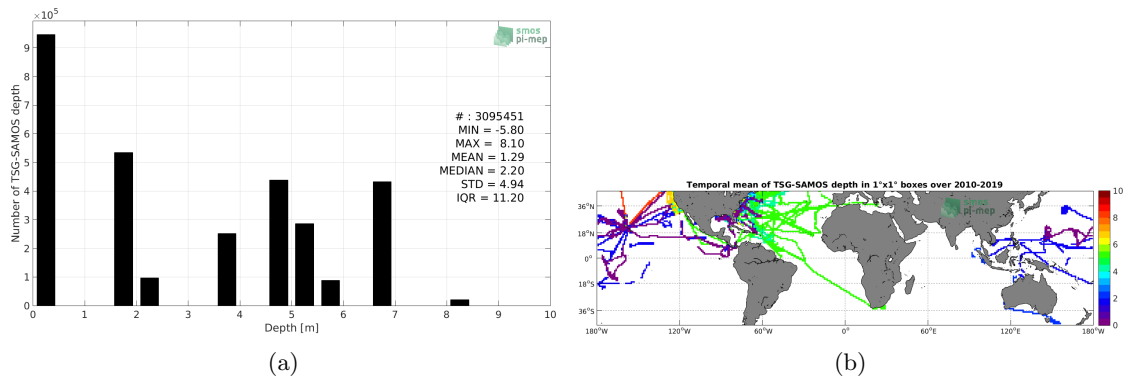 ×10⁵
9
8
7
6
5
4
3
2
1
0
Number of TSG-SAMOS depth
smos
pi-mep
# : 3095451
MIN = -5.80
MAX = 8.10
MEAN = 1.29
MEDIAN = 2.20
STD = 4.94
IQR = 11.20
0 1 2 3 4 5 6 7 8 9 10
Depth [m]
(a)
Temporal mean of TSG-SAMOS depth in 1°x1° boxes over 2010-2019
smos
pi-mep
36°N
18°N
0°
18°S
36°S
180°W 120°W 60°W 0° 60°E 120°E 180°W
10
8
6
4
2
0
(b)